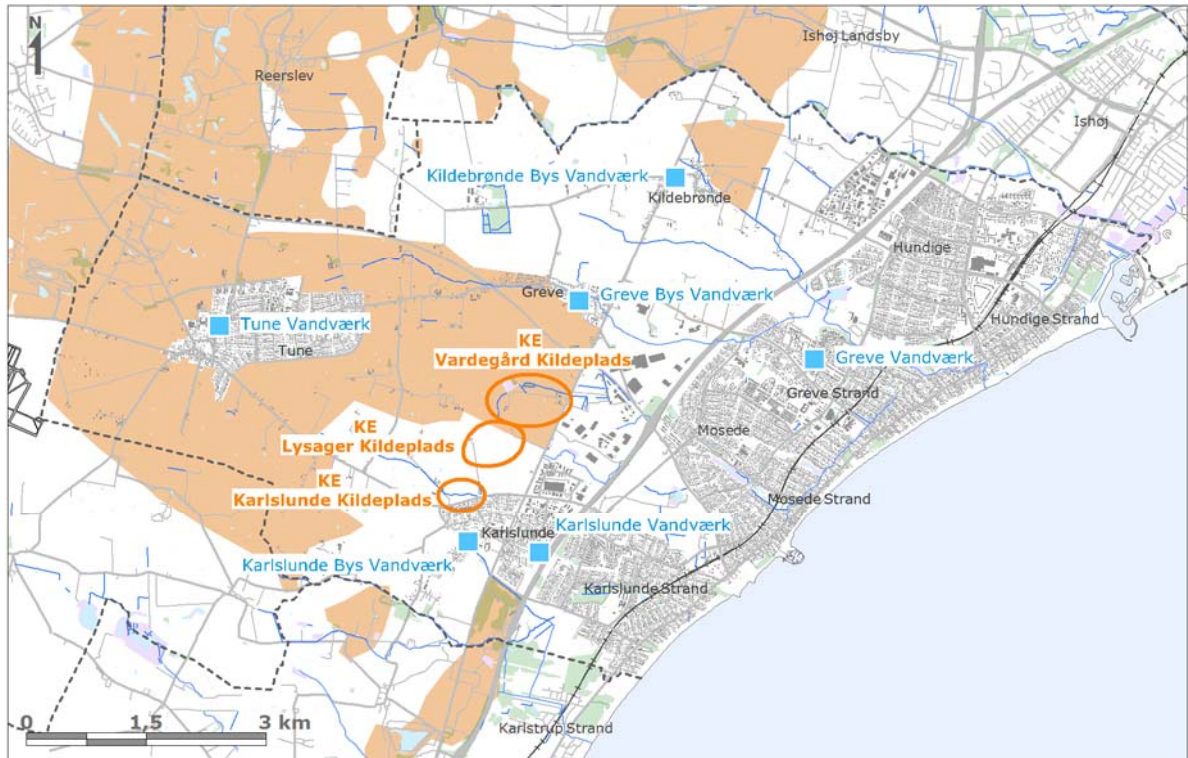 N
Ishøj Landsby
Reerslev
Ishøj
Kildebrønde Bys Vandværk
Kildebrønde
Hundige
Greve
Greve Bys Vandværk
Hundige Strand
Tune Vandværk
Tune
KE
Vardegård Kildeplads
Greve Vandværk
Greve Strand
Mosede
KE
Lysager Kildeplads
KE
Karlslunde Kildeplads
Mosede Strand
Karlslunde
Karlslunde Vandværk
Karlslunde Bys Vandværk
Karlslunde Strand
Karlstrup Strand
0 1,5 3 km